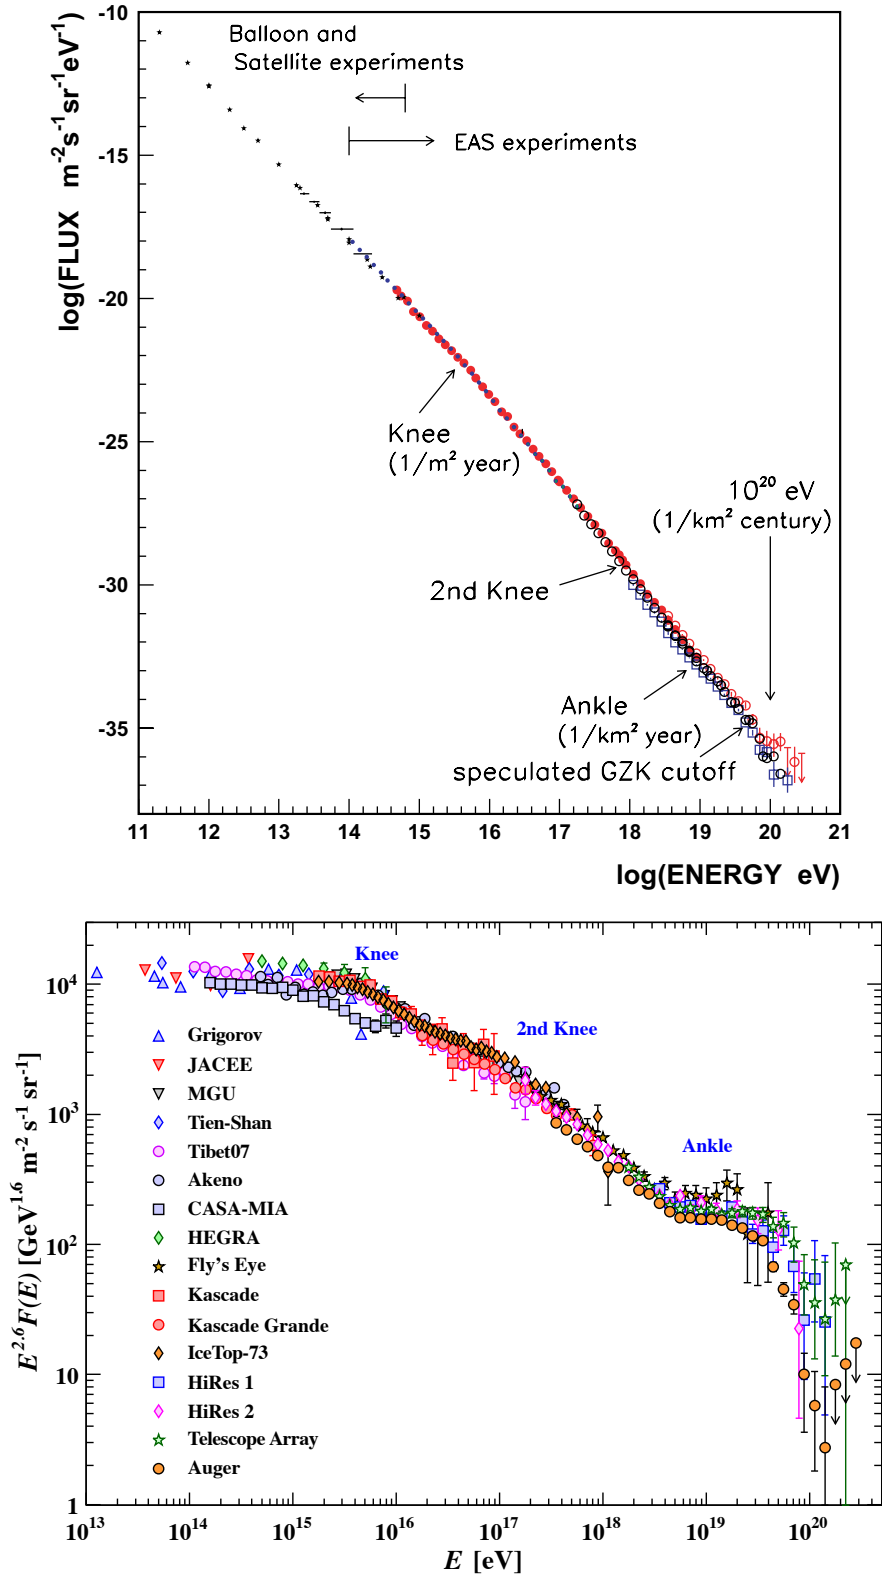 log(FLUX m⁻²s⁻¹sr⁻¹eV⁻¹)
-10
Balloon and
Satellite experiments
EAS experiments
-15
-20
Knee
(1/m² year)
-25
10²⁰ eV
(1/km² century)
2nd Knee
-30
Ankle
(1/km² year)
-35
speculated GZK cutoff
11 12 13 14 15 16 17 18 19 20 21
log(ENERGY eV)
E²·⁶F(E) [GeV¹·⁶ m⁻² s⁻¹ sr⁻¹]
Knee
10⁴
2nd Knee
Grigorov
JACEE
MGU
10³
Tien-Shan
Ankle
Tibet07
Akeno
CASA-MIA
HEGRA
10²
Fly's Eye
Kascade
Kascade Grande
IceTop-73
10
HiRes 1
HiRes 2
Telescope Array
Auger
1
10¹³ 10¹⁴ 10¹⁵ 10¹⁶ 10¹⁷ 10¹⁸ 10¹⁹ 10²⁰
E [eV]